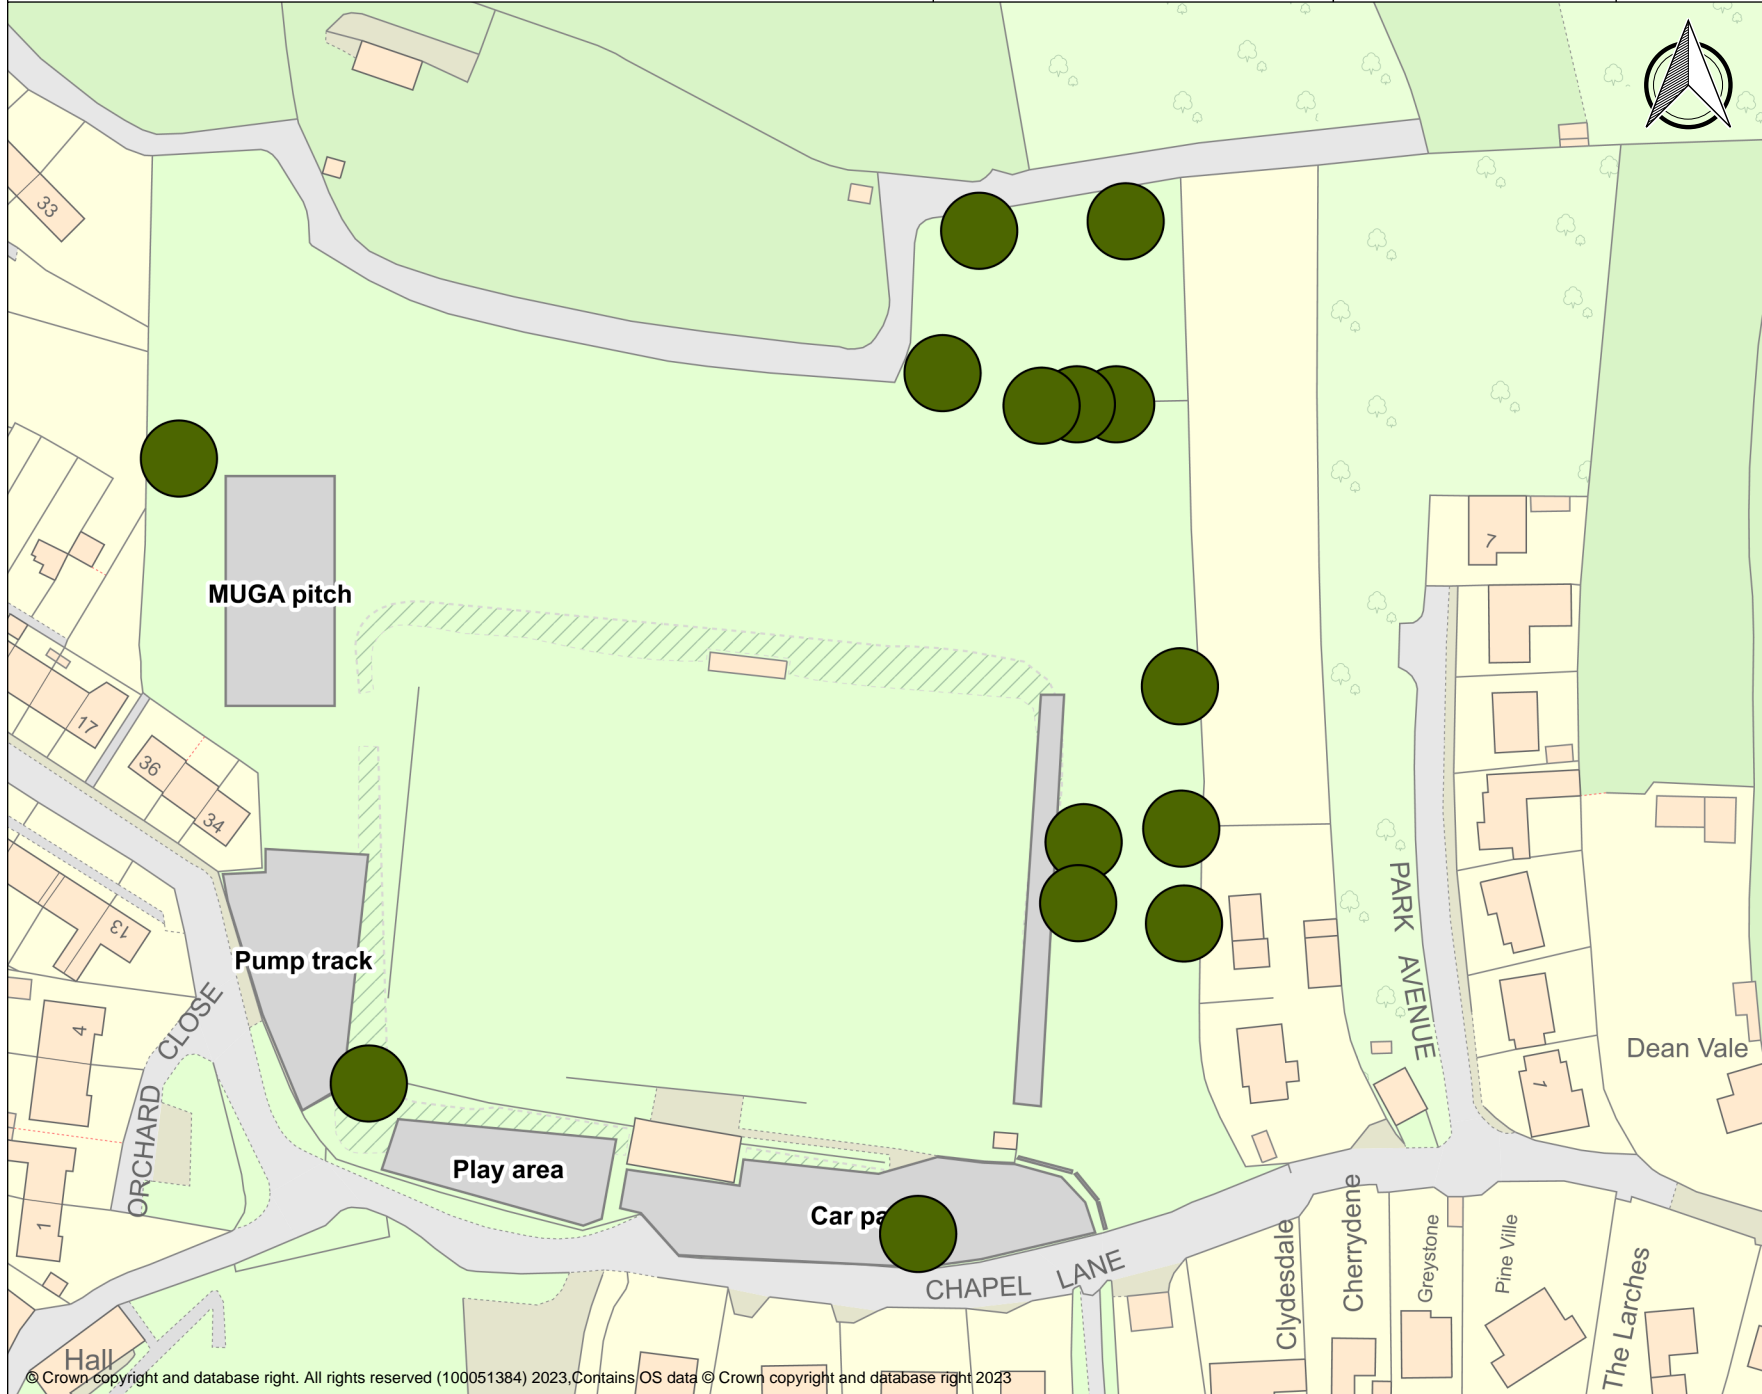 33
7
MUGA pitch
17
36
34
13
Pump track
PARK AVENUE
4
ORCHARD CLOSE
Dean Vale
1
1
Play area
Car pa
CHAPEL LANE
Clydesdale
Cherrydene
Greystone
Pine Ville
The Larches
Hall
© Crown copyright and database right. All rights reserved (100051384) 2023,Contains OS data © Crown copyright and database right 2023